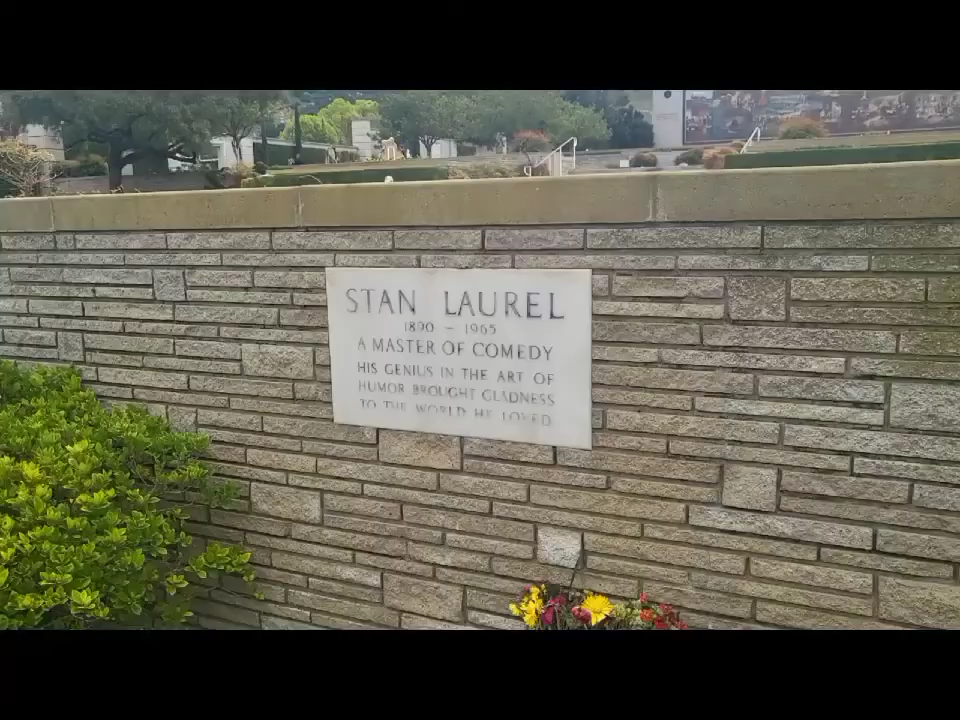 STAN LAUREL
1890 - 1965
A MASTER OF COMEDY
HIS GENIUS IN THE ART OF
HUMOR BROUGHT GLADNESS
TO THE WORLD HE LOVED